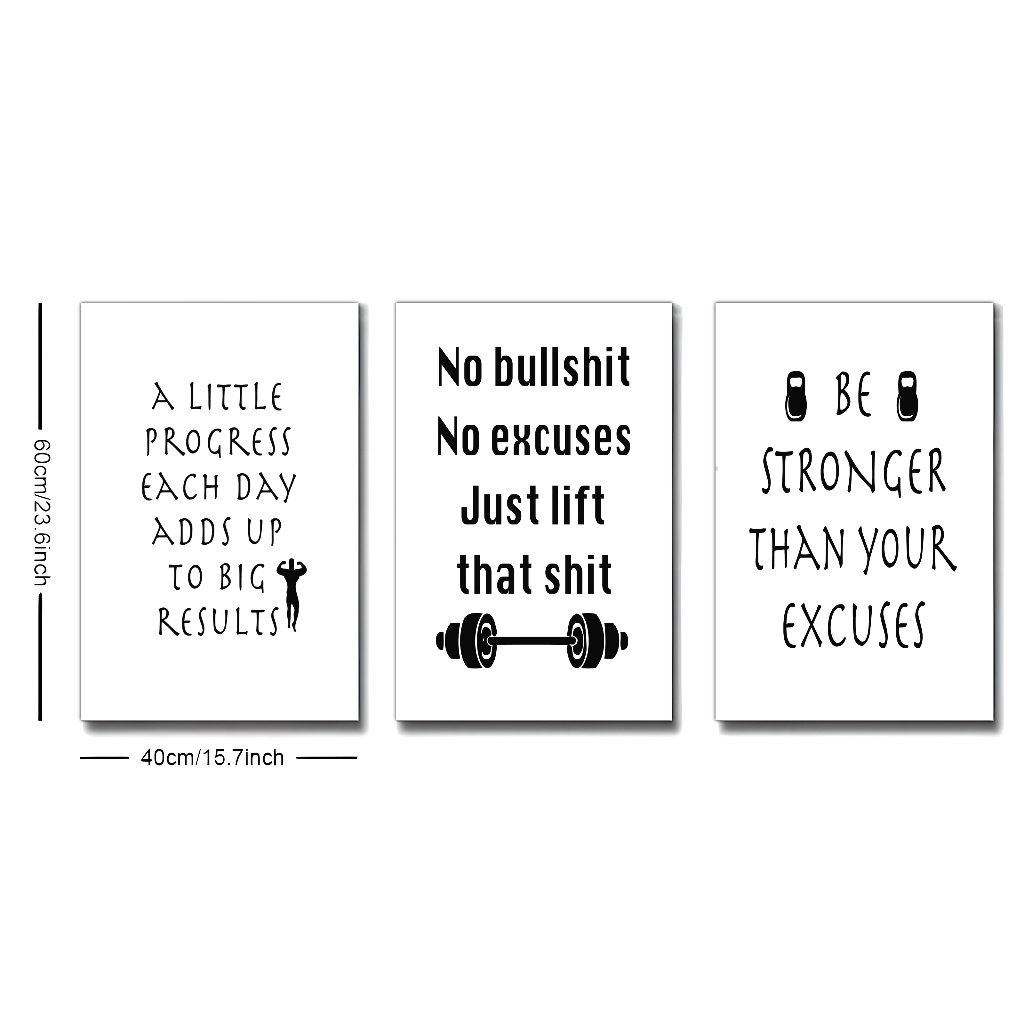 A LITTLE
PROGRESS
EACH DAY
ADDS UP
TO BIG
RESULTS
No bullshit
No excuses
Just lift
that shit
BE
STRONGER
THAN YOUR
EXCUSES
60cm/23.6inch
40cm/15.7inch